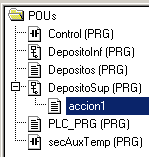 POUs
Control (PRG)
DepositoInf (PRG)
Depositos (PRG)
DepositoSup (PRG)
accion1
PLC_PRG (PRG)
secAuxTemp (PRG)